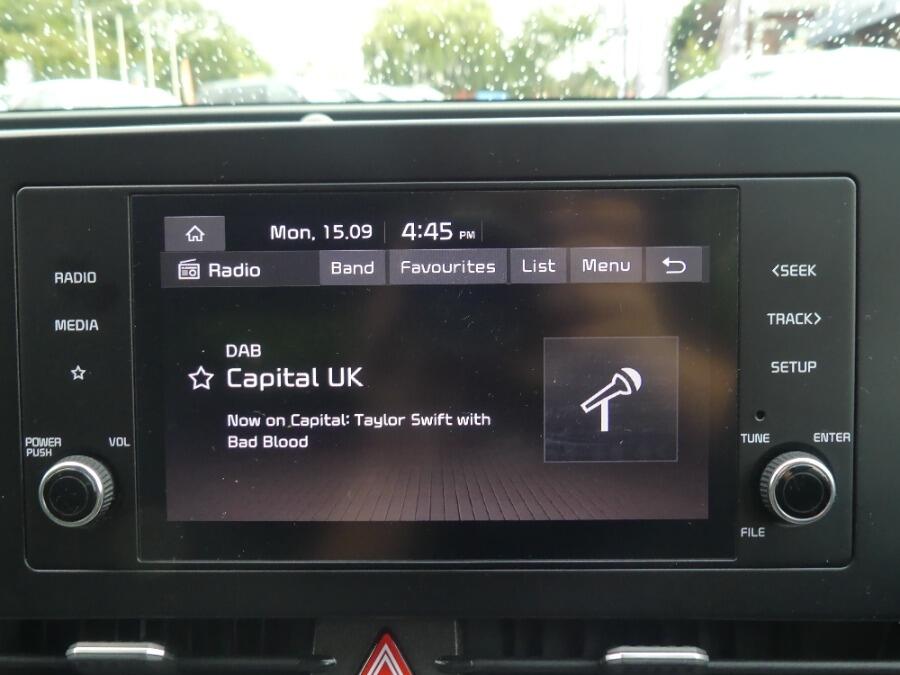 Mon, 15.09 4:45 PM
Radio Band Favourites List Menu
RADIO
MEDIA
POWER PUSH VOL
DAB
Capital UK
Now on Capital: Taylor Swift with
Bad Blood
<SEEK
TRACK>
SETUP
TUNE ENTER
FILE